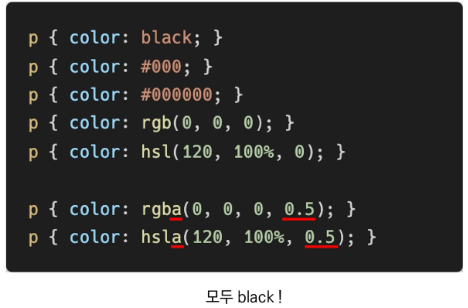 p { color: black; }
p { color: #000; }
p { color: #000000; }
p { color: rgb(0, 0, 0); }
p { color: hsl(120, 100%, 0); }
p { color: rgba(0, 0, 0, 0.5); }
p { color: hsla(120, 100%, 0.5); }
모두 black !